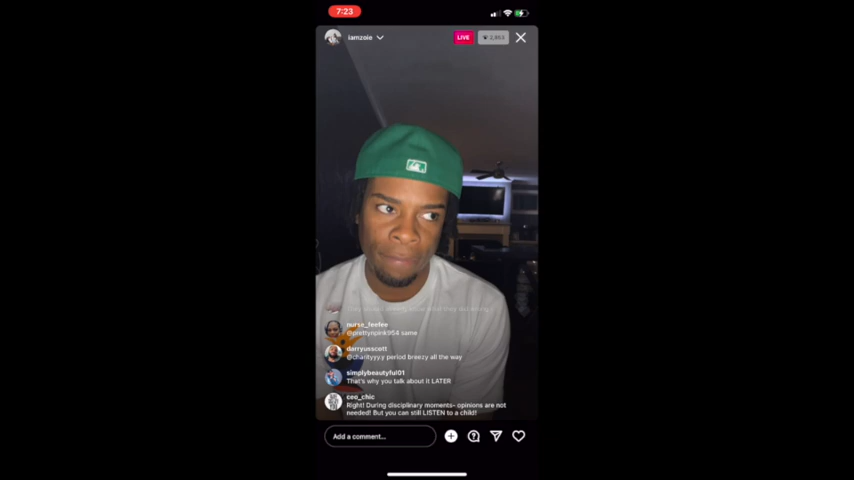 7:23
iamzoie
LIVE
nurse_feefee
@prettynpink954 same
darryusscott
@charityyyy period breezy all the way
simplybeautyful01
That's why you talk about it LATER
ceo_chic
Right! During disciplinary moments- opinions are not
needed! But you can still LISTEN to a child!
Add a comment...